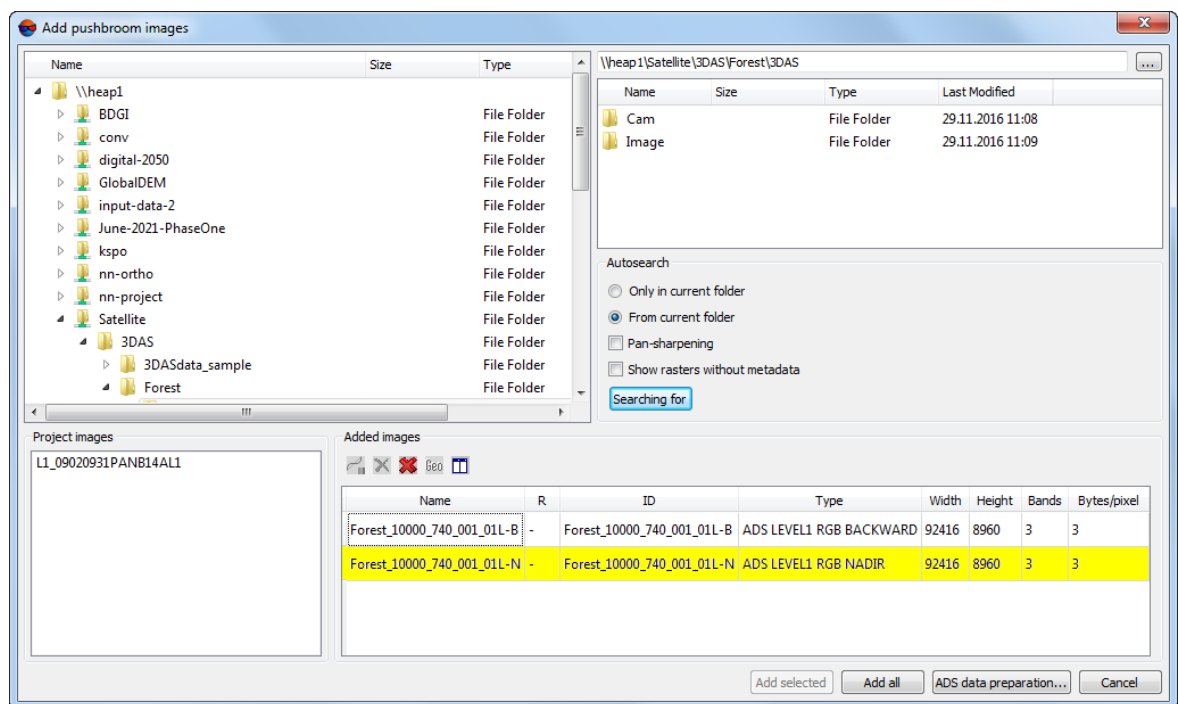 Add pushbroom images
Name Size Type
\\heap1
BDGI File Folder
conv File Folder
digital-2050 File Folder
GlobalDEM File Folder
input-data-2 File Folder
June-2021-PhaseOne File Folder
kspo File Folder
nn-ortho File Folder
nn-project File Folder
Satellite File Folder
3DAS File Folder
3DASdata_sample File Folder
Forest File Folder
\\heap1\Satellite\3DAS\Forest\3DAS ...
Name Size Type Last Modified
Cam File Folder 29.11.2016 11:08
Image File Folder 29.11.2016 11:09
Autosearch
Only in current folder
From current folder
Pan-sharpening
Show rasters without metadata
Searching for
Project images
L1_09020931PANB14AL1
Added images
Geo
Name R ID Type Width Height Bands Bytes/pixel
Forest_10000_740_001_01L-B - Forest_10000_740_001_01L-B ADS LEVEL1 RGB BACKWARD 92416 8960 3 3
Forest_10000_740_001_01L-N - Forest_10000_740_001_01L-N ADS LEVEL1 RGB NADIR 92416 8960 3 3
Add selected Add all ADS data preparation... Cancel